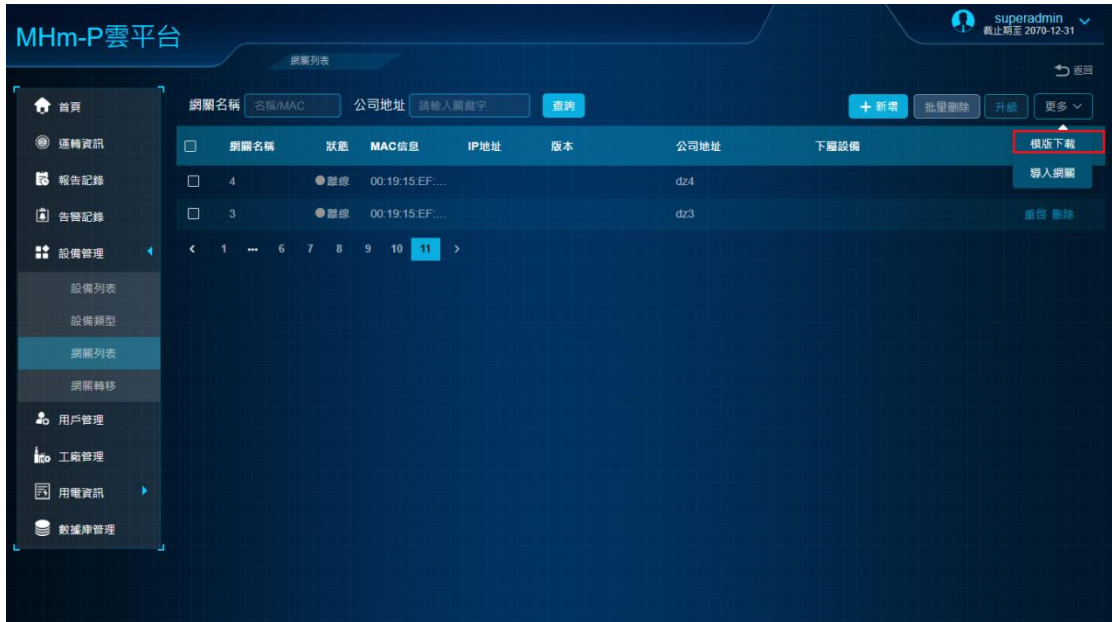 MHm-P雲平台
superadmin
截止期至 2070-12-31
網關列表
返回
首頁
運轉資訊
報告記錄
告警記錄
設備管理
設備列表
設備類型
網關列表
網關轉移
用戶管理
工廠管理
用電資訊
數據庫管理
網關名稱 名稱/MAC 公司地址 請輸入關鍵字 查詢 + 新增 批量刪除 升級 更多
模版下載
導入網關
網關名稱 狀態 MAC信息 IP地址 版本 公司地址 下屬設備
4 離線 00:19:15:EF:... dz4
3 離線 00:19:15:EF:... dz3 重啓 刪除
< 1 ... 6 7 8 9 10 11 >